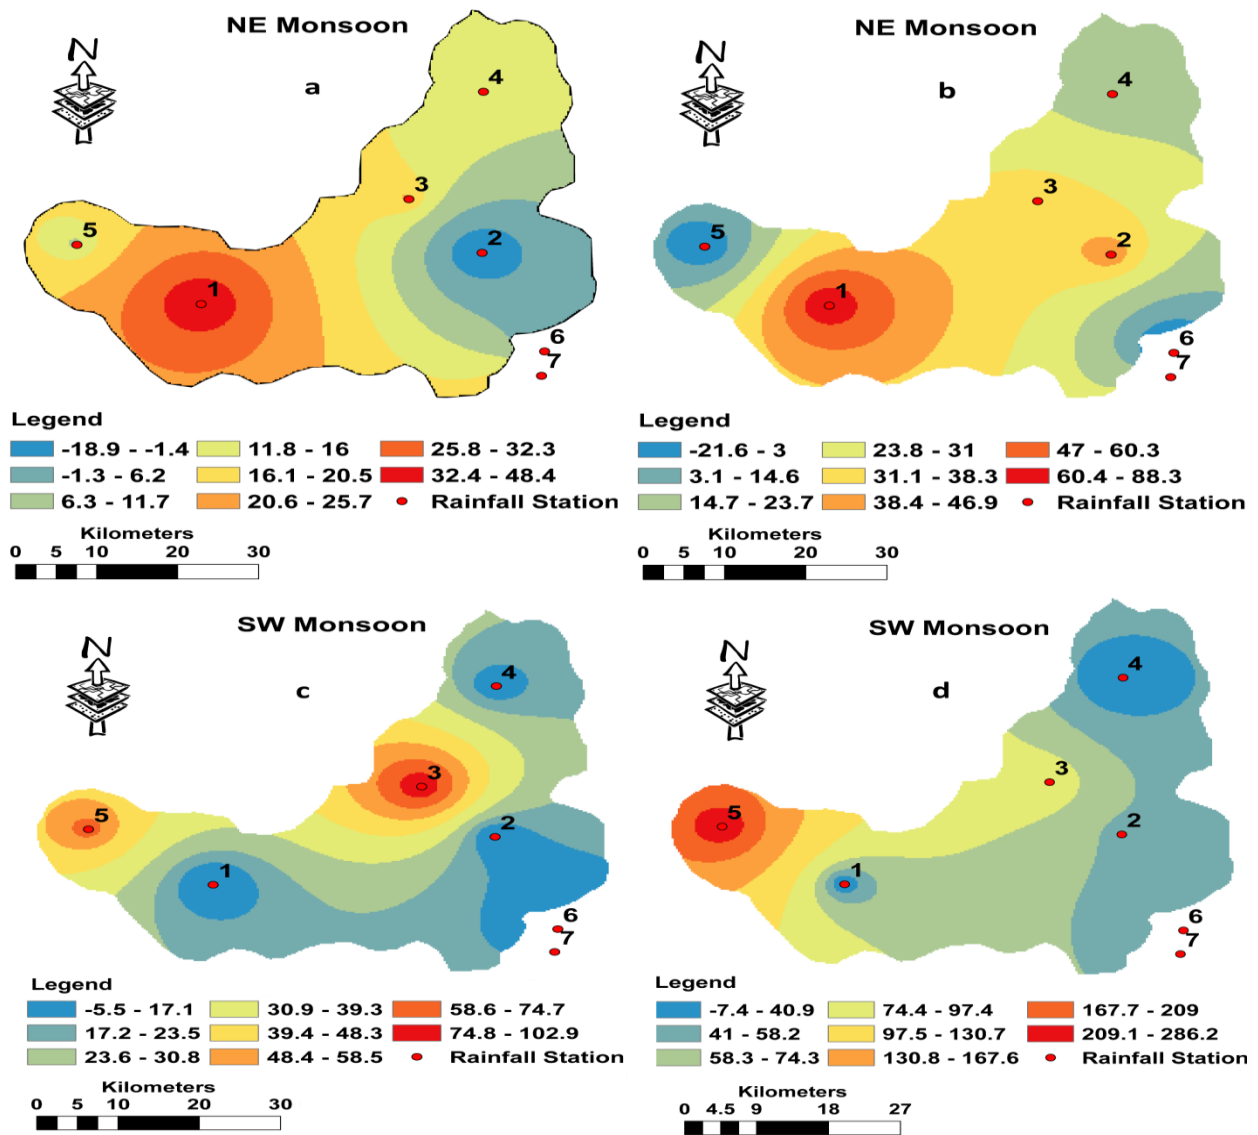 NE Monsoon
N
a
4
3
5
2
1
6
7
Legend
-18.9 - -1.4 11.8 - 16 25.8 - 32.3
-1.3 - 6.2 16.1 - 20.5 32.4 - 48.4
6.3 - 11.7 20.6 - 25.7 Rainfall Station
Kilometers
0 5 10 20 30
NE Monsoon
N
b
4
3
5
2
1
6
7
Legend
-21.6 - 3 23.8 - 31 47 - 60.3
3.1 - 14.6 31.1 - 38.3 60.4 - 88.3
14.7 - 23.7 38.4 - 46.9 Rainfall Station
Kilometers
0 5 10 20 30
SW Monsoon
N
c
4
3
5
2
1
6
7
Legend
-5.5 - 17.1 30.9 - 39.3 58.6 - 74.7
17.2 - 23.5 39.4 - 48.3 74.8 - 102.9
23.6 - 30.8 48.4 - 58.5 Rainfall Station
Kilometers
0 5 10 20 30
SW Monsoon
N
d
4
3
5
2
1
6
7
Legend
-7.4 - 40.9 74.4 - 97.4 167.7 - 209
41 - 58.2 97.5 - 130.7 209.1 - 286.2
58.3 - 74.3 130.8 - 167.6 Rainfall Station
Kilometers
0 4.5 9 18 27